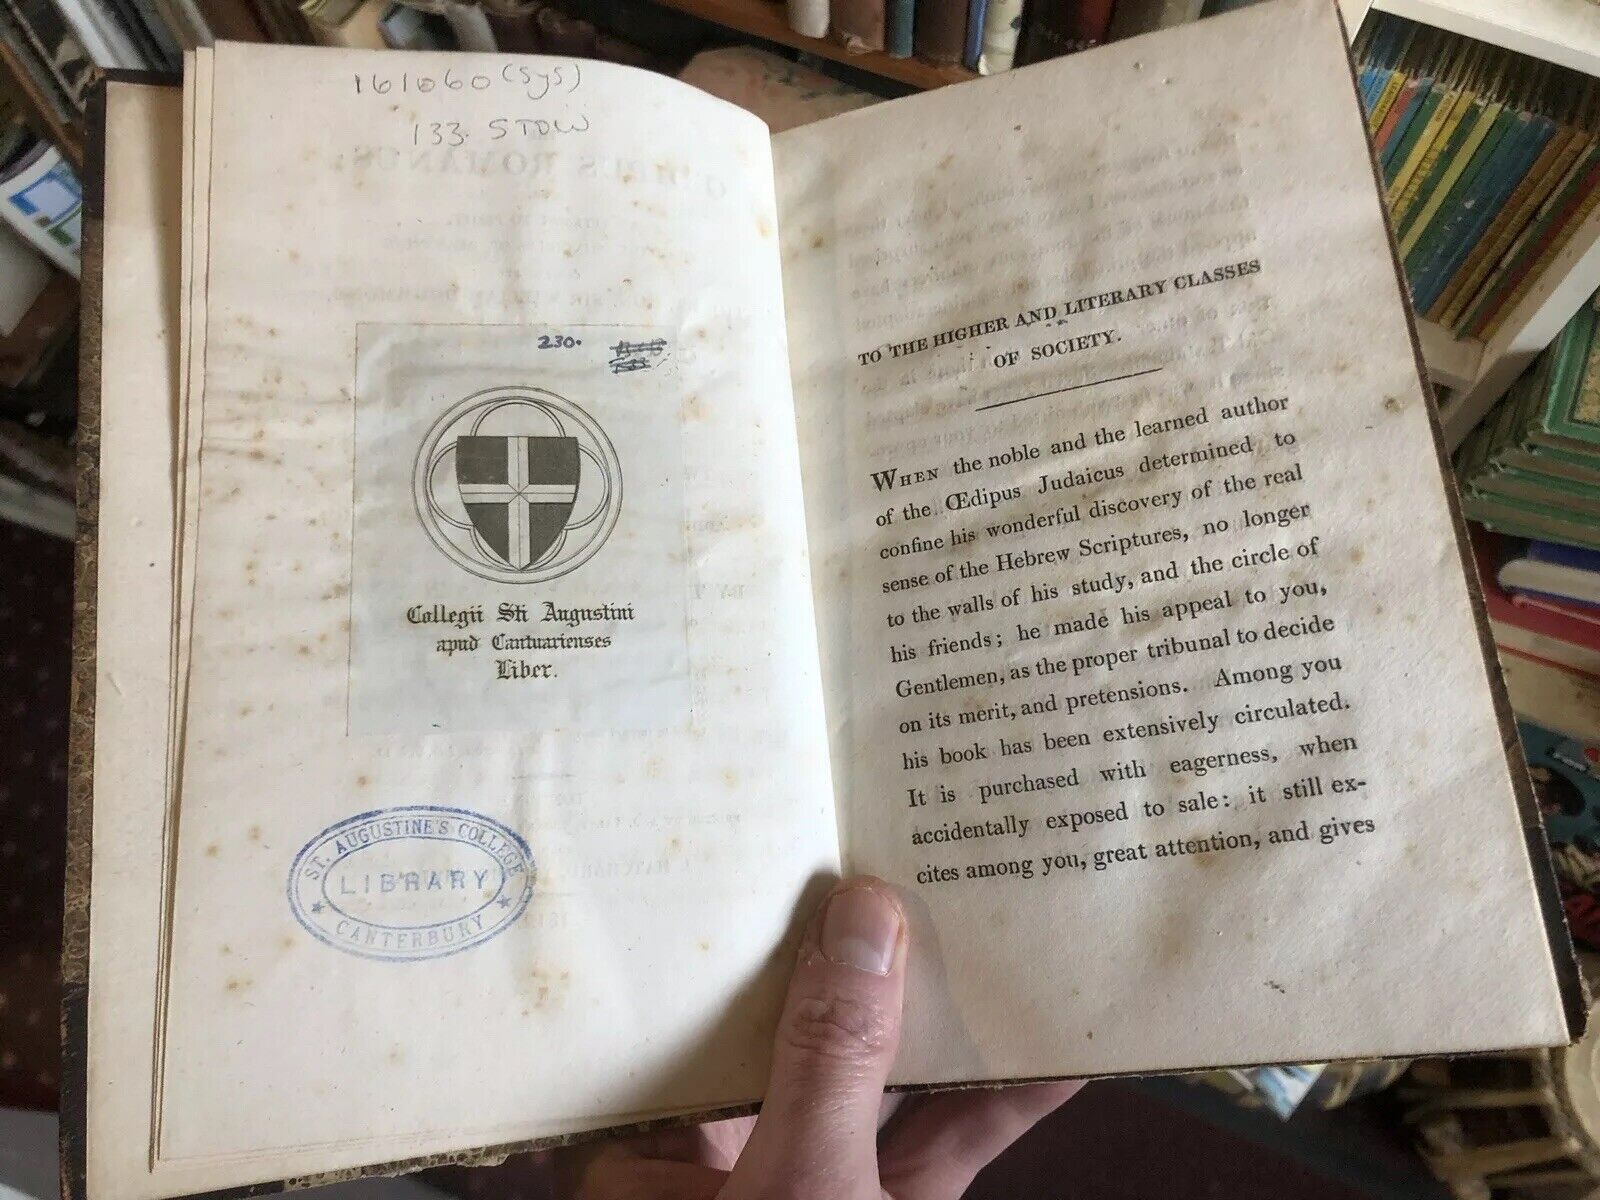 161060 (sys)
133. STOW
230.
Collegii Sti Augustini
apud Cantuarienses
Liber.
ST. AUGUSTINE'S COLLEGE
LIBRARY
CANTERBURY
TO THE HIGHER AND LITERARY CLASSES
OF SOCIETY.
WHEN the noble and the learned author
of the Œdipus Judaicus determined to
confine his wonderful discovery of the real
sense of the Hebrew Scriptures, no longer
to the walls of his study, and the circle of
his friends; he made his appeal to you,
Gentlemen, as the proper tribunal to decide
on its merit, and pretensions. Among you
his book has been extensively circulated.
It is purchased with eagerness, when
accidentally exposed to sale: it still ex-
cites among you, great attention, and gives